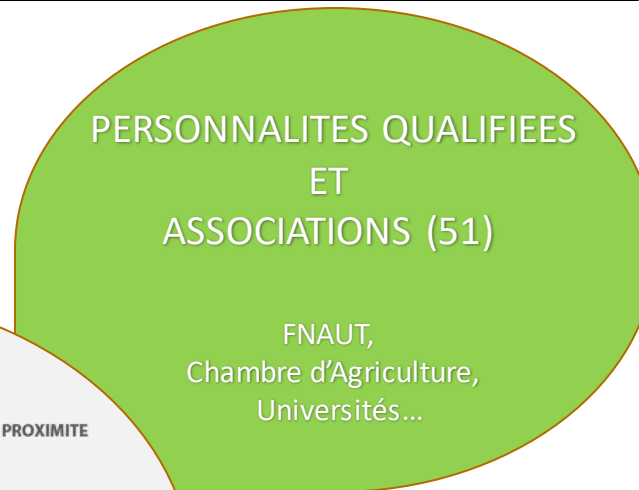 PERSONNALITES QUALIFIEES
ET
ASSOCIATIONS (51)
FNAUT,
Chambre d’Agriculture,
Universités…
PROXIMITE